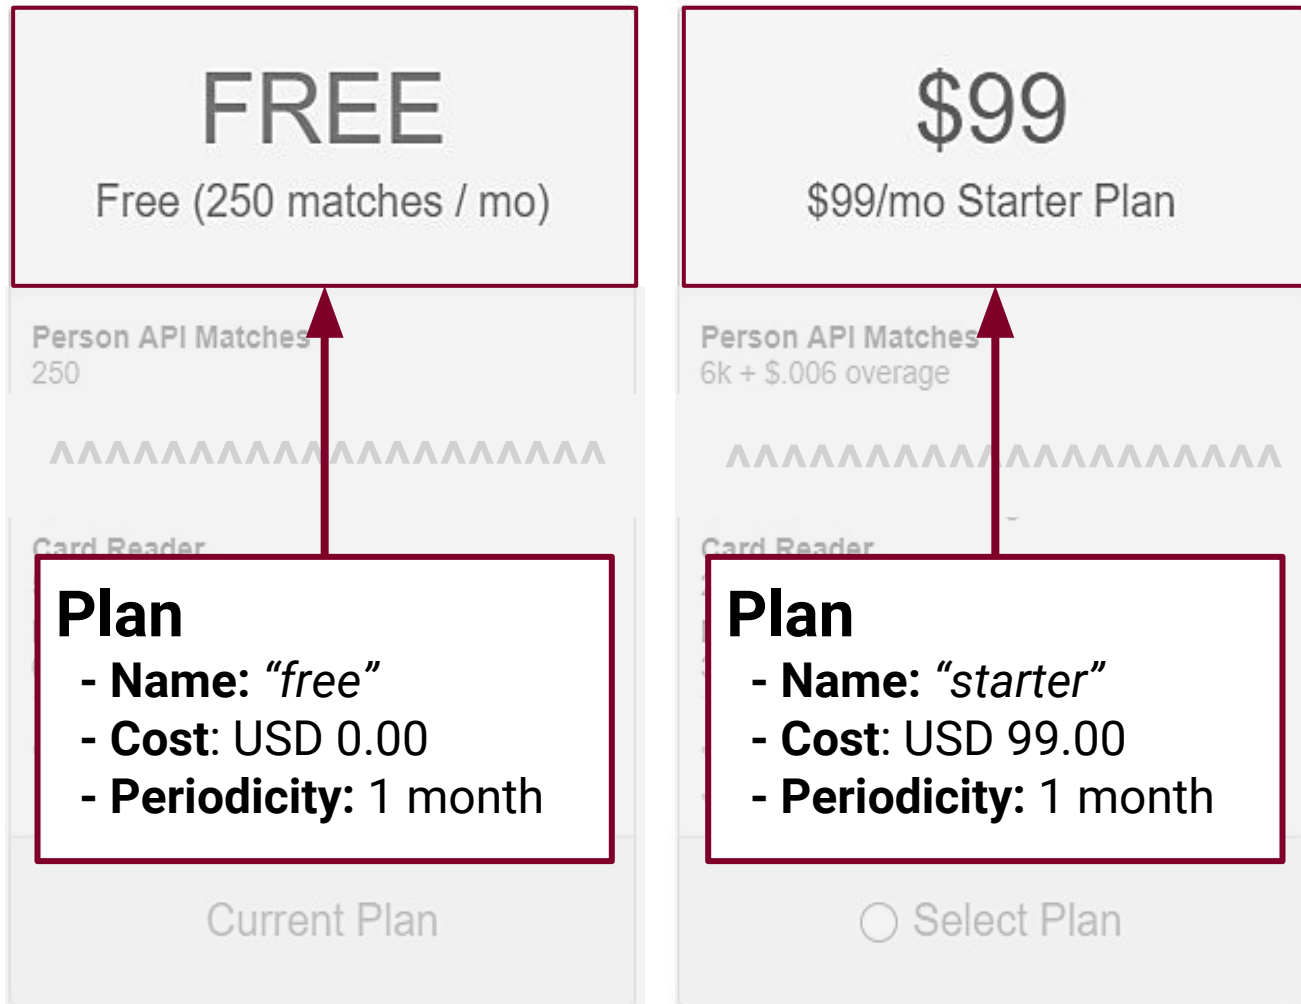 FREE
Free (250 matches / mo)
Person API Matches
250
^^^^^^^^^^^^^^^^^^^^
Card Reader
Plan
- Name: “free”
- Cost: USD 0.00
- Periodicity: 1 month
Current Plan
$99
$99/mo Starter Plan
Person API Matches
6k + $.006 overage
^^^^^^^^^^^^^^^^^^^^
Card Reader
Plan
- Name: “starter”
- Cost: USD 99.00
- Periodicity: 1 month
Select Plan